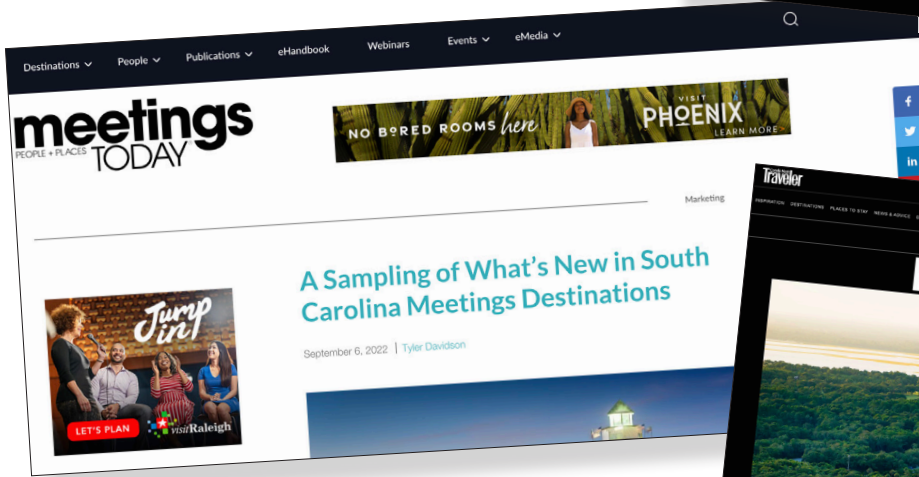 Destinations People Publications eHandbook Webinars Events eMedia
meetings
PEOPLE + PLACES TODAY
NO BORED ROOMS here
VISIT
PHOENIX
LEARN MORE
f
in
Marketing
A Sampling of What's New in South
Carolina Meetings Destinations
September 6, 2022 | Tyler Davidson
Jump
in!
LET'S PLAN
visitRaleigh
Traveler
INSPIRATION DESTINATIONS PLACES TO STAY NEWS & ADVICE